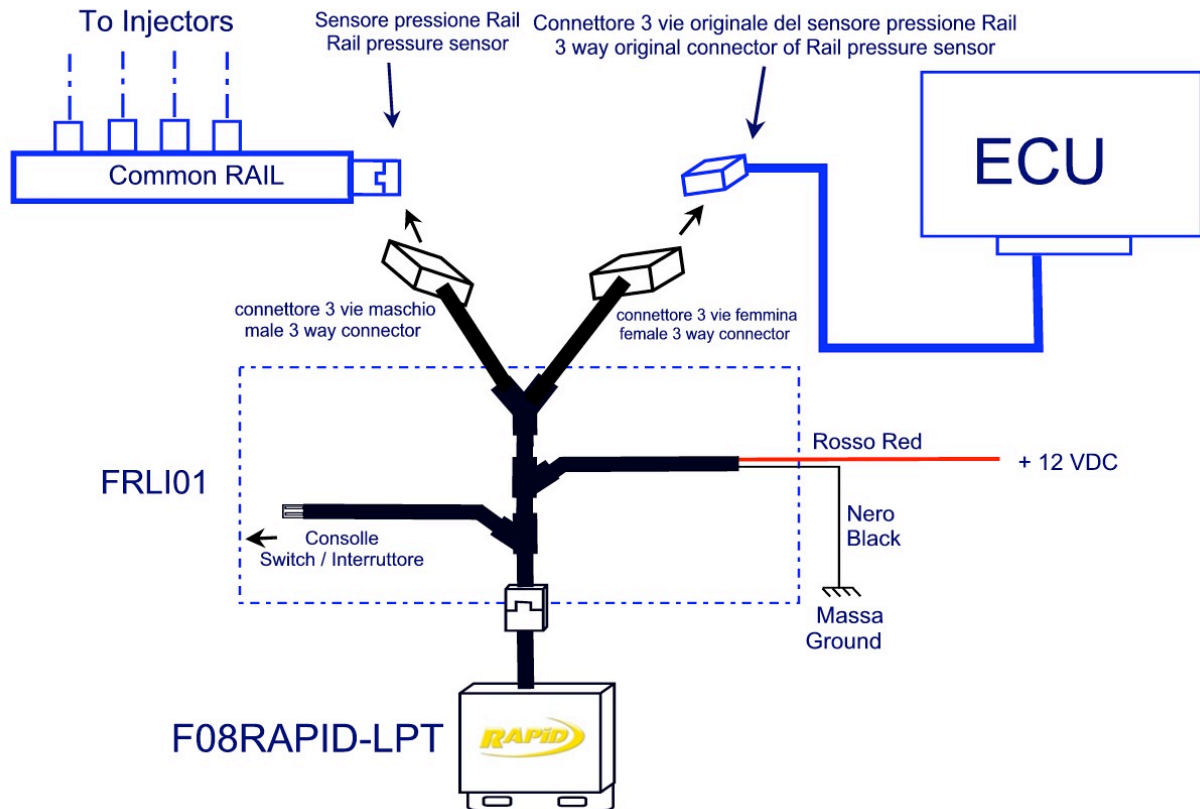 To Injectors
Sensore pressione Rail
Rail pressure sensor
Connettore 3 vie originale del sensore pressione Rail
3 way original connector of Rail pressure sensor
Common RAIL
ECU
connettore 3 vie maschio
male 3 way connector
connettore 3 vie femmina
female 3 way connector
FRLI01
Rosso Red
+ 12 VDC
Nero
Black
Consolle
Switch / Interruttore
Massa
Ground
F08RAPID-LPT
RAPiD